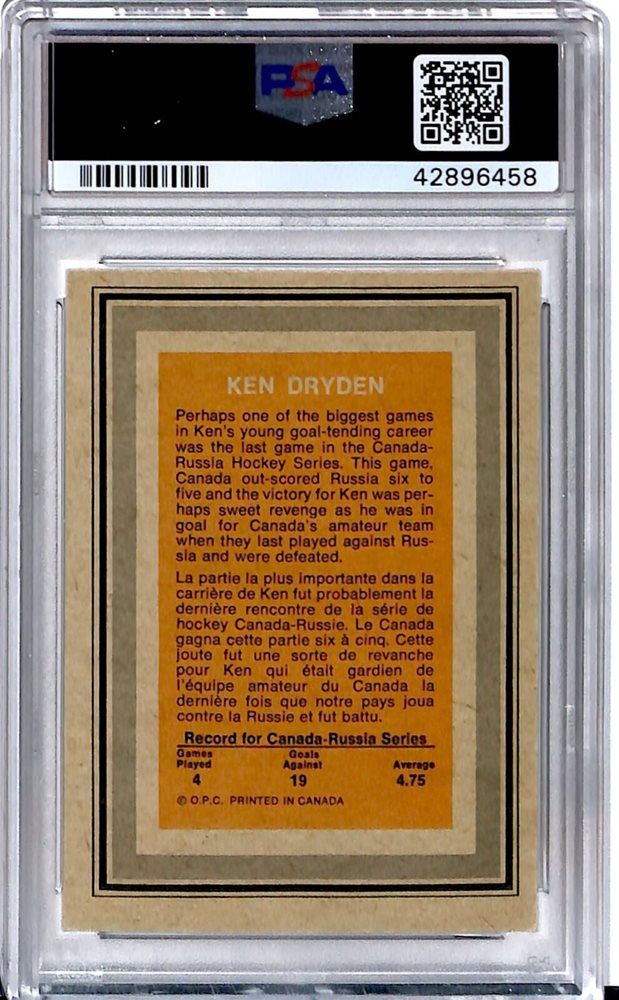 PSA
42896458
KEN DRYDEN
Perhaps one of the biggest games
in Ken's young goal-tending career
was the last game in the Canada-
Russia Hockey Series. This game,
Canada out-scored Russia six to
five and the victory for Ken was per-
haps sweet revenge as he was in
goal for Canada's amateur team
when they last played against Rus-
sia and were defeated.
La partie la plus importante dans la
carrière de Ken fut probablement la
dernière rencontre de la série de
hockey Canada-Russie. Le Canada
gagna cette partie six à cinq. Cette
joute fut une sorte de revanche
pour Ken qui était gardien de
l'équipe amateur du Canada la
dernière fois que notre pays joua
contre la Russie et fut battu.
Record for Canada-Russia Series
Games Played Goals Against Average
4 19 4.75
© O.P.C. PRINTED IN CANADA